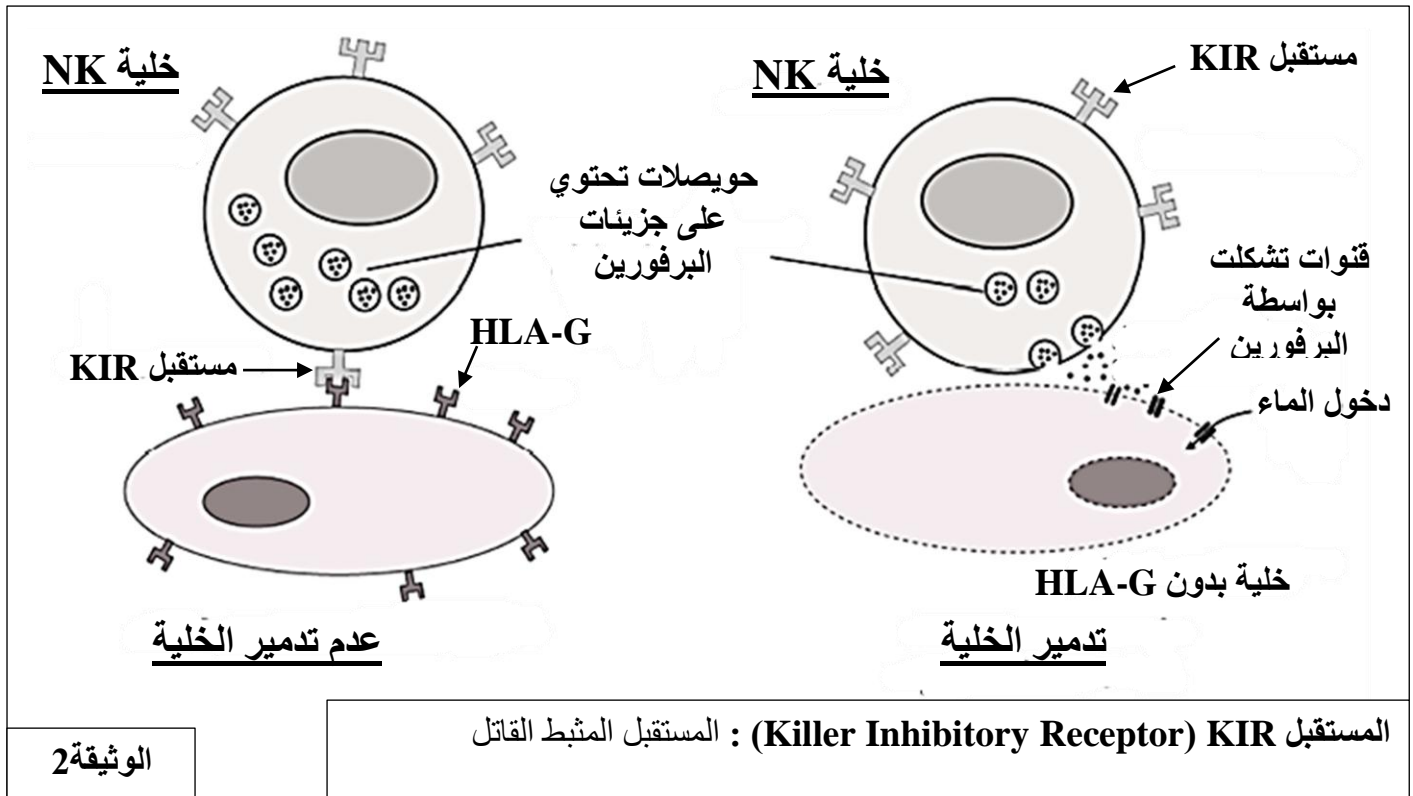 خلية NK
مستقبل KIR
خلية NK
حويصلات تحتوي
على جزيئات
البرفورين
قنوات تشكلت
بواسطة
البرفورين
دخول الماء
HLA-G
مستقبل KIR
خلية بدون HLA-G
عدم تدمير الخلية
تدمير الخلية
المستقبل KIR (Killer Inhibitory Receptor) : المستقبل المثبط القاتل
الوثيقة2